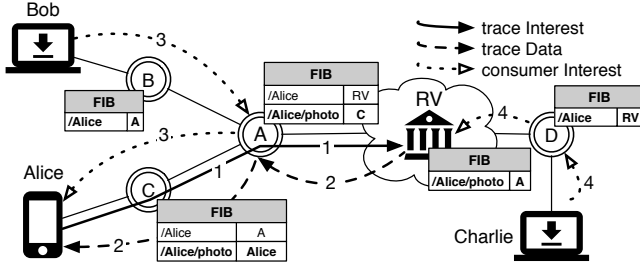 Bob
3
trace Interest
trace Data
consumer Interest
B
FIB
/Alice RV
/Alice/photo C
RV
4
FIB
/Alice RV
FIB
/Alice A
3
A
1
D
Alice
1
C
2
FIB
/Alice/photo A
4
FIB
/Alice A
/Alice/photo Alice
2
Charlie